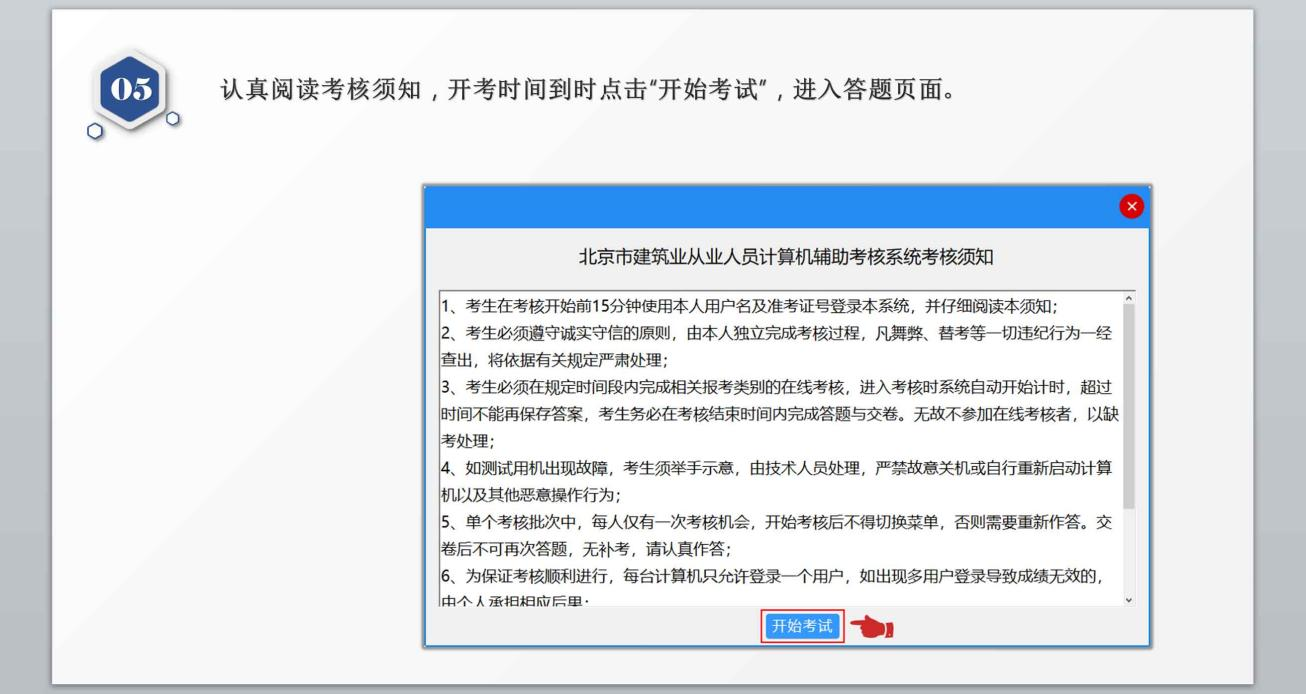 05
认真阅读考核须知，开考时间到时点击“开始考试”，进入答题页面。
北京市建筑业从业人员计算机辅助考核系统考核须知
1、考生在考核开始前15分钟使用本人用户名及准考证号登录本系统，并仔细阅读本须知；
2、考生必须遵守诚实守信的原则，由本人独立完成考核过程，凡舞弊、替考等一切违纪行为一经
查出，将依据有关规定严肃处理；
3、考生必须在规定时间段内完成相关报考类别的在线考核，进入考核时系统自动开始计时，超过
时间不能再保存答案，考生务必在考核结束时间内完成答题与交卷。无故不参加在线考核者，以缺
考处理；
4、如测试用机出现故障，考生须举手示意，由技术人员处理，严禁故意关机或自行重新启动计算
机以及其他恶意操作行为；
5、单个考核批次中，每人仅有一次考核机会，开始考核后不得切换菜单，否则需要重新作答。交
卷后不可再次答题，无补考，请认真作答；
6、为保证考核顺利进行，每台计算机只允许登录一个用户，如出现多用户登录导致成绩无效的，
由个人承担相应后果；
开始考试